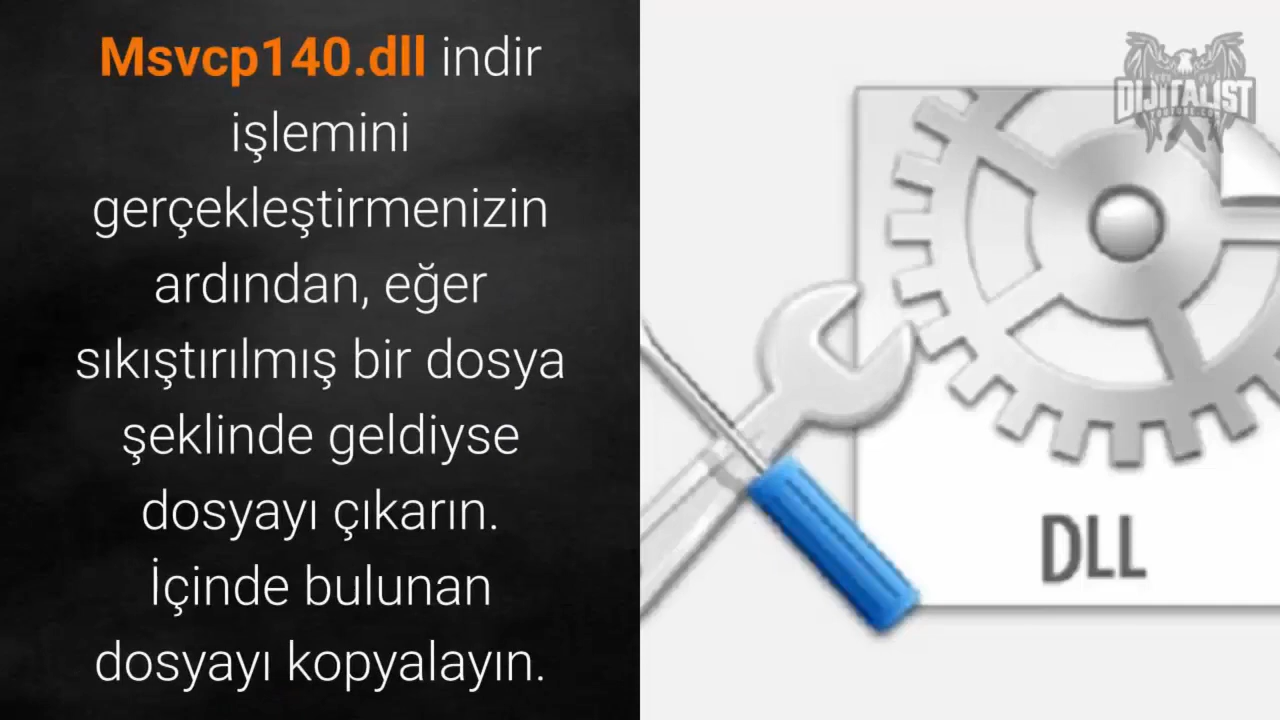 Msvcp140.dll indir
işlemini
gerçekleştirmenizin
ardından, eğer
sıkıştırılmış bir dosya
şeklinde geldiyse
dosyayı çıkarın.
İçinde bulunan
dosyayı kopyalayın.
DIJITALIST
DLL